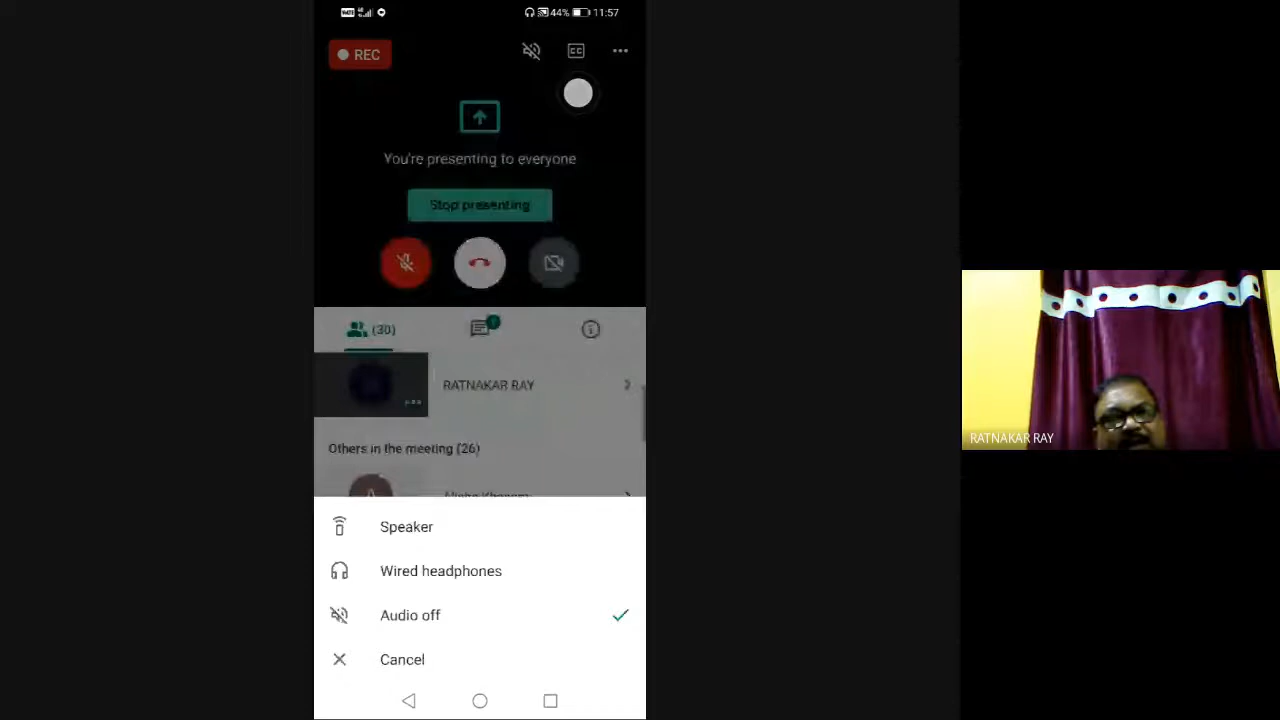 44% 11:57
REC
CC
You're presenting to everyone
Stop presenting
(30)
RATNAKAR RAY
Others in the meeting (26)
Speaker
Wired headphones
Audio off
Cancel
RATNAKAR RAY